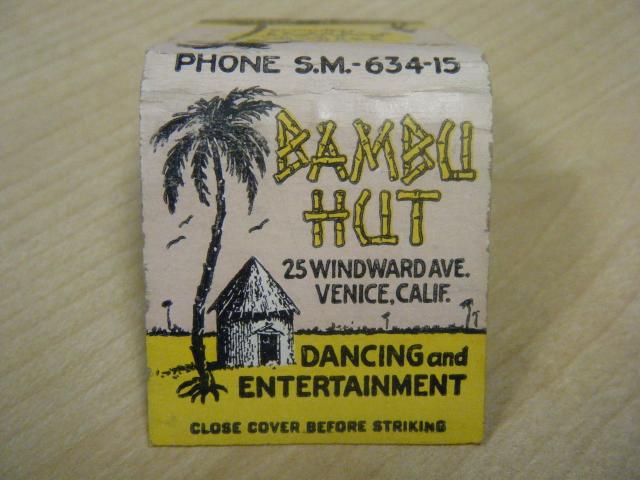 PHONE S.M.-634-15
BAMBU
HUT
25 WINDWARD AVE.
VENICE, CALIF.
DANCING and
ENTERTAINMENT
CLOSE COVER BEFORE STRIKING